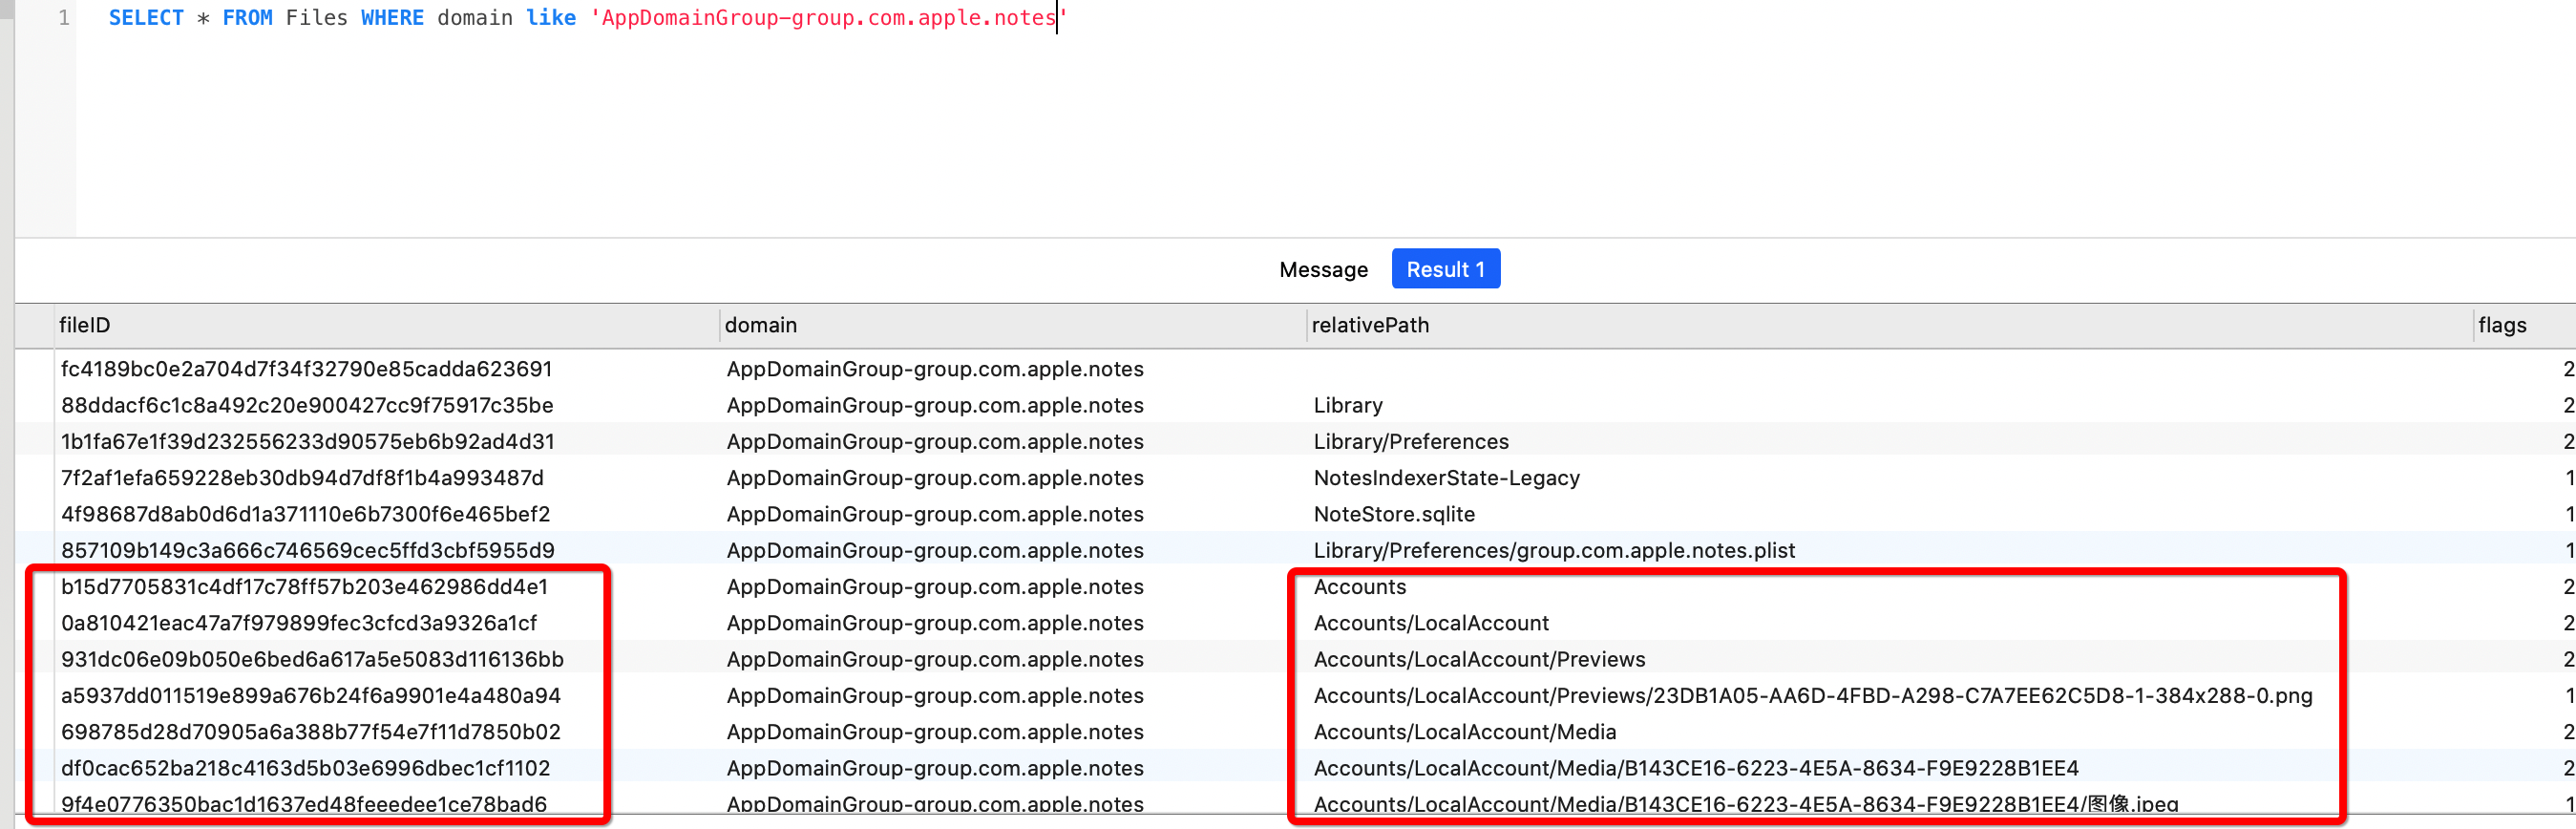 1 SELECT * FROM Files WHERE domain like 'AppDomainGroup-group.com.apple.notes'
Message Result 1
fileID domain relativePath flags
fc4189bc0e2a704d7f34f32790e85cadda623691 AppDomainGroup-group.com.apple.notes 2
88ddacf6c1c8a492c20e900427cc9f75917c35be AppDomainGroup-group.com.apple.notes Library 2
1b1fa67e1f39d232556233d90575eb6b92ad4d31 AppDomainGroup-group.com.apple.notes Library/Preferences 2
7f2af1efa659228eb30db94d7df8f1b4a993487d AppDomainGroup-group.com.apple.notes NotesIndexerState-Legacy 1
4f98687d8ab0d6d1a371110e6b7300f6e465bef2 AppDomainGroup-group.com.apple.notes NoteStore.sqlite 1
857109b149c3a666c746569cec5ffd3cbf5955d9 AppDomainGroup-group.com.apple.notes Library/Preferences/group.com.apple.notes.plist 1
b15d7705831c4df17c78ff57b203e462986dd4e1 AppDomainGroup-group.com.apple.notes Accounts 2
0a810421eac47a7f979899fec3cfcd3a9326a1cf AppDomainGroup-group.com.apple.notes Accounts/LocalAccount 2
931dc06e09b050e6bed6a617a5e5083d116136bb AppDomainGroup-group.com.apple.notes Accounts/LocalAccount/Previews 2
a5937dd011519e899a676b24f6a9901e4a480a94 AppDomainGroup-group.com.apple.notes Accounts/LocalAccount/Previews/23DB1A05-AA6D-4FBD-A298-C7A7EE62C5D8-1-384x288-0.png 1
698785d28d70905a6a388b77f54e7f11d7850b02 AppDomainGroup-group.com.apple.notes Accounts/LocalAccount/Media 2
df0cac652ba218c4163d5b03e6996dbec1cf1102 AppDomainGroup-group.com.apple.notes Accounts/LocalAccount/Media/B143CE16-6223-4E5A-8634-F9E9228B1EE4 2
9f4e0776350bac1d1637ed48feeedee1ce78bad6 AppDomainGroup-group.com.apple.notes Accounts/LocalAccount/Media/B143CE16-6223-4E5A-8634-F9E9228B1EE4/图像.jpeg 1